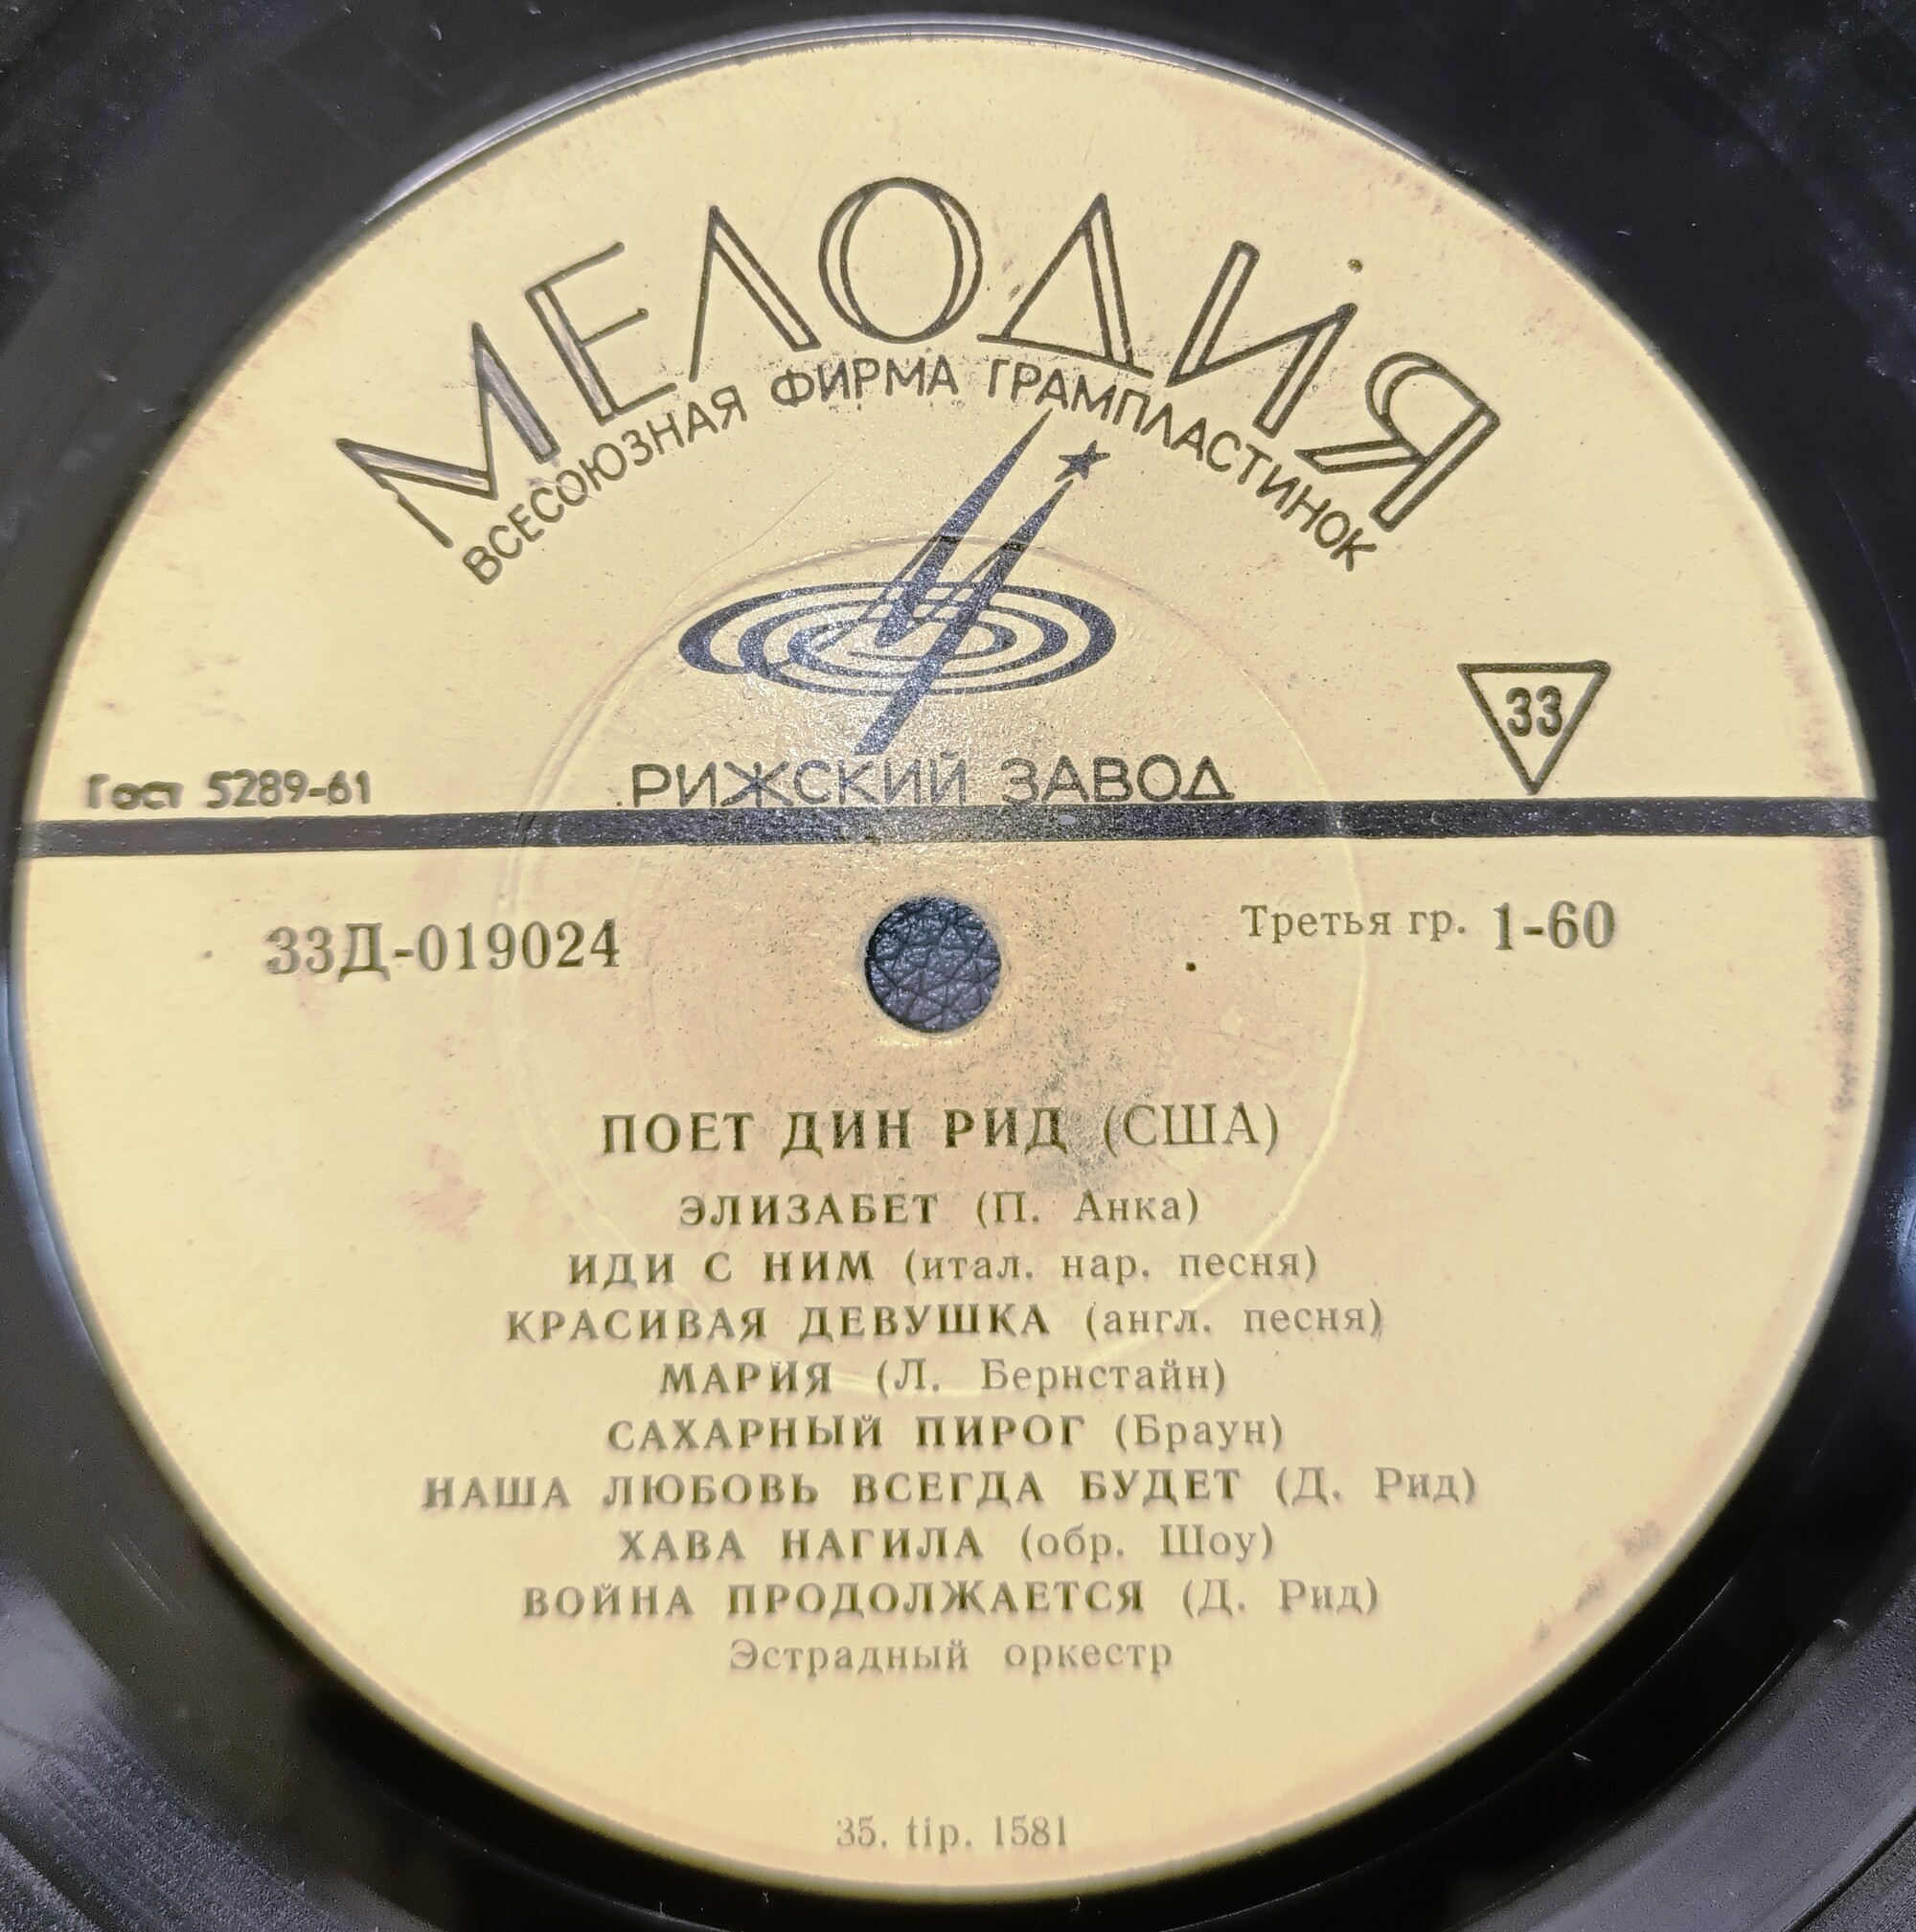 МЕЛОДИЯ
ВСЕСОЮЗНАЯ ФИРМА ГРАМПЛАСТИНОК
33
Гост 5289-61
РИЖСКИЙ ЗАВОД
33Д-019024
Третья гр. 1-60
ПОЕТ ДИН РИД (США)
ЭЛИЗАБЕТ (П. Анка)
ИДИ С НИМ (итал. нар. песня)
КРАСИВАЯ ДЕВУШКА (англ. песня)
МАРИЯ (Л. Бернстайн)
САХАРНЫЙ ПИРОГ (Браун)
НАША ЛЮБОВЬ ВСЕГДА БУДЕТ (Д. Рид)
ХАВА НАГИЛА (обр. Шоу)
ВОЙНА ПРОДОЛЖАЕТСЯ (Д. Рид)
Эстрадный оркестр
35. tip. 1581